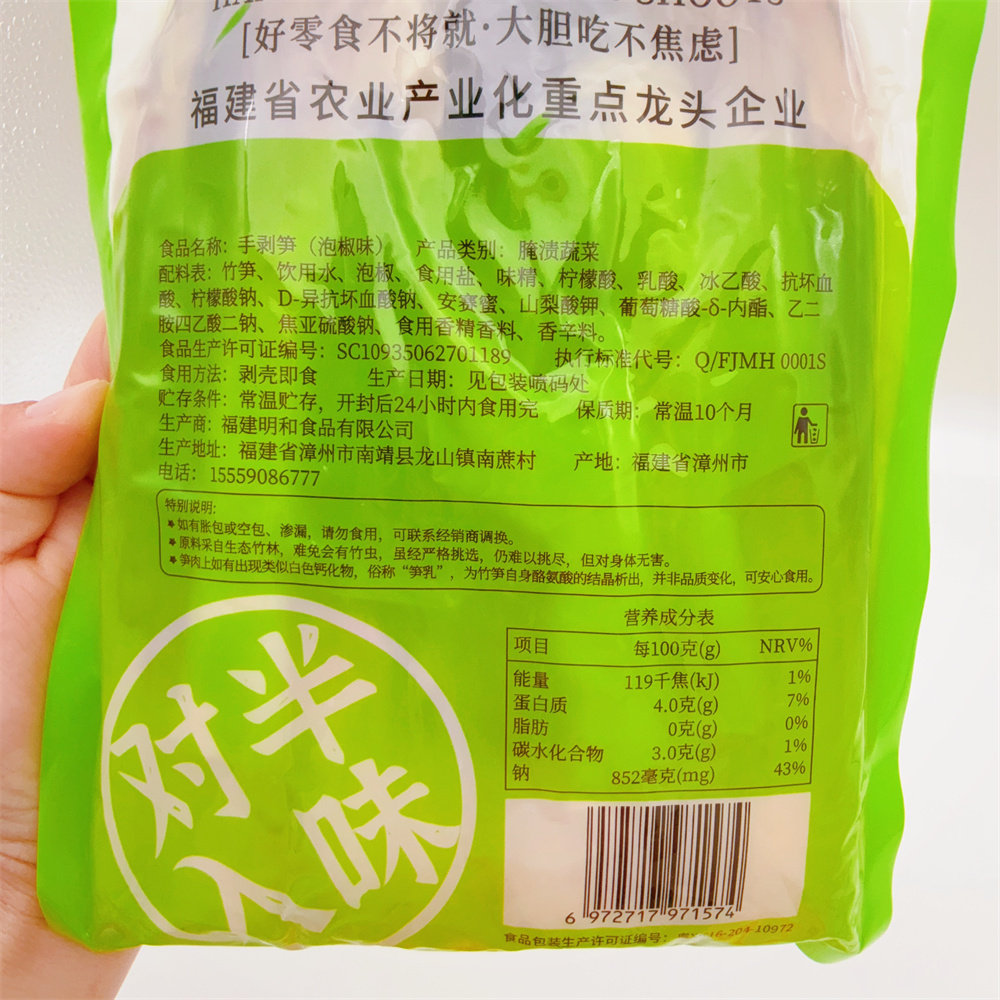 [好零食不将就·大胆吃不焦虑]
福建省农业产业化重点龙头企业
食品名称：手剥笋（泡椒味） 产品类别：腌渍蔬菜
配料表：竹笋、饮用水、泡椒、食用盐、味精、柠檬酸、乳酸、冰乙酸、抗坏血
酸、柠檬酸钠、D-异抗坏血酸钠、安赛蜜、山梨酸钾、葡萄糖酸-δ-内酯、乙二
胺四乙酸二钠、焦亚硫酸钠、食用香精香料、香辛料。
食品生产许可证编号：SC10935062701189 执行标准代号：Q/FJMH 0001S
食用方法：剥壳即食 生产日期：见包装喷码处
贮存条件：常温贮存，开封后24小时内食用完 保质期：常温10个月
生产商：福建明和食品有限公司
生产地址：福建省漳州市南靖县龙山镇南蔗村 产地：福建省漳州市
电话：15559086777
特别说明:
★如有胀包或空包、渗漏，请勿食用，可联系经销商调换。
★原料采自生态竹林，难免会有竹虫，虽经严格挑选，仍难以挑尽，但对身体无害。
★笋肉上如有出现类似白色钙化物，俗称“笋乳”，为竹笋自身酪氨酸的结晶析出，并非品质变化，可安心食用。
营养成分表
项目 每100克(g) NRV%
能量 119千焦(kJ) 1%
蛋白质 4.0克(g) 7%
脂肪 0克(g) 0%
碳水化合物 3.0克(g) 1%
钠 852毫克(mg) 43%
对半
入味
6 972717 971574
食品包装生产许可证编号： 16-204-10972